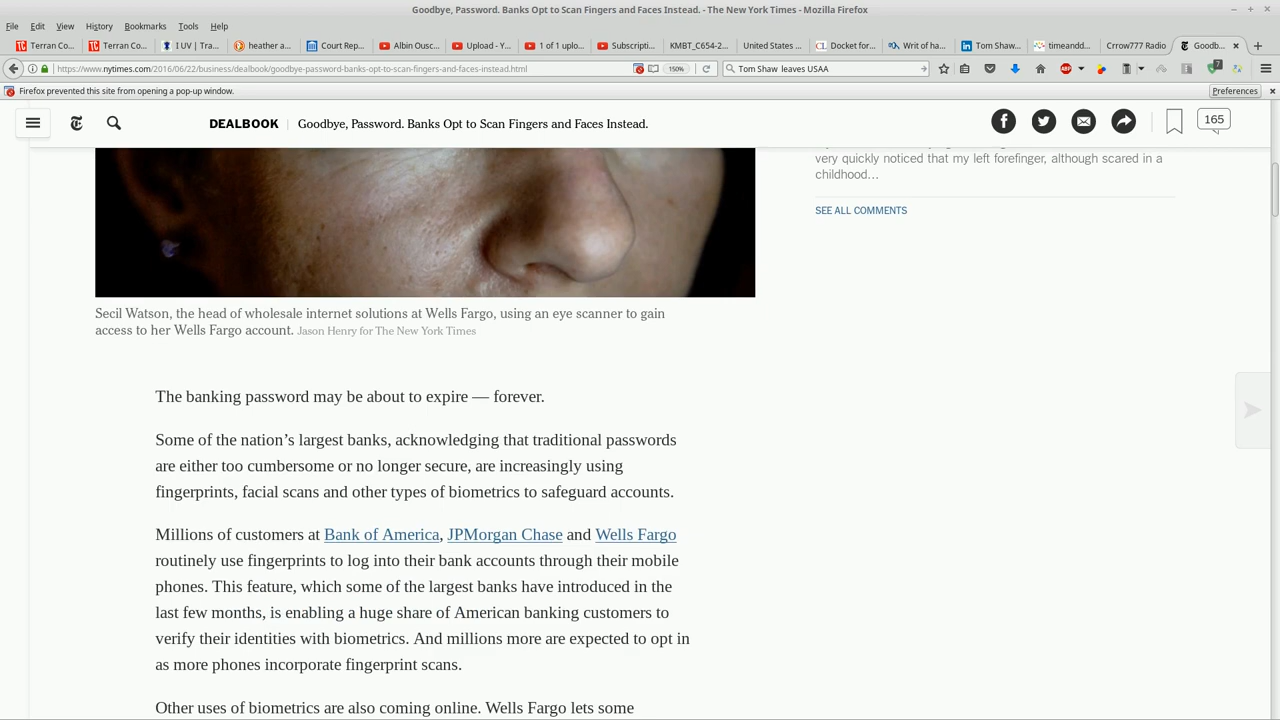 Goodbye, Password. Banks Opt to Scan Fingers and Faces Instead. - The New York Times - Mozilla Firefox
File Edit View History Bookmarks Tools Help
Terran Co... Terran Co... I UV | Tra... heather a... Court Rep... Albin Ousc... Upload - Y... 1 of 1 uplo... Subscripti... KMBT_C654-2... United States ... Docket for... Writ of ha... Tom Shaw... timeandd... Crrow777 Radio Goodb...
https://www.nytimes.com/2016/06/22/business/dealbook/goodbye-password-banks-opt-to-scan-fingers-and-faces-instead.html 150% Tom Shaw leaves USAA ABP 7
Firefox prevented this site from opening a pop-up window. Preferences
DEALBOOK | Goodbye, Password. Banks Opt to Scan Fingers and Faces Instead. 165
very quickly noticed that my left forefinger, although scared in a
childhood…
SEE ALL COMMENTS
Secil Watson, the head of wholesale internet solutions at Wells Fargo, using an eye scanner to gain
access to her Wells Fargo account. Jason Henry for The New York Times
The banking password may be about to expire — forever.
Some of the nation’s largest banks, acknowledging that traditional passwords
are either too cumbersome or no longer secure, are increasingly using
fingerprints, facial scans and other types of biometrics to safeguard accounts.
Millions of customers at Bank of America, JPMorgan Chase and Wells Fargo
routinely use fingerprints to log into their bank accounts through their mobile
phones. This feature, which some of the largest banks have introduced in the
last few months, is enabling a huge share of American banking customers to
verify their identities with biometrics. And millions more are expected to opt in
as more phones incorporate fingerprint scans.
Other uses of biometrics are also coming online. Wells Fargo lets some